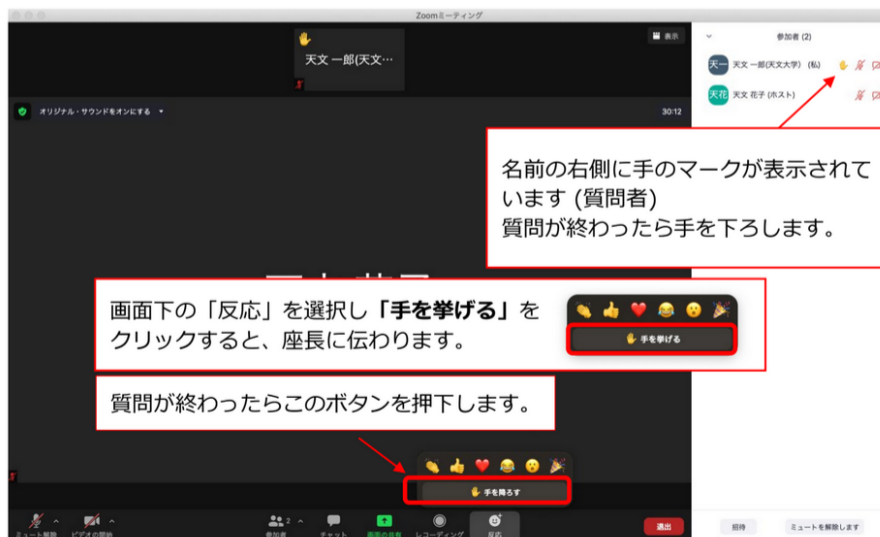 Zoomミーティング
天文 一郎(天文…
表示
参加者 (2)
天一 天文 一郎(天文大学) (私)
天花 天文 花子 (ホスト)
オリジナル・サウンドをオンにする
30:12
名前の右側に手のマークが表示されて
います (質問者)
質問が終わったら手を下ろします。
画面下の「反応」を選択し「手を挙げる」を
クリックすると、座長に伝わります。
手を挙げる
質問が終わったらこのボタンを押下します。
手を降ろす
ミュート解除
ビデオの開始
2
参加者
チャット
画面の共有
レコーディング
反応
退出
招待
ミュートを解除します